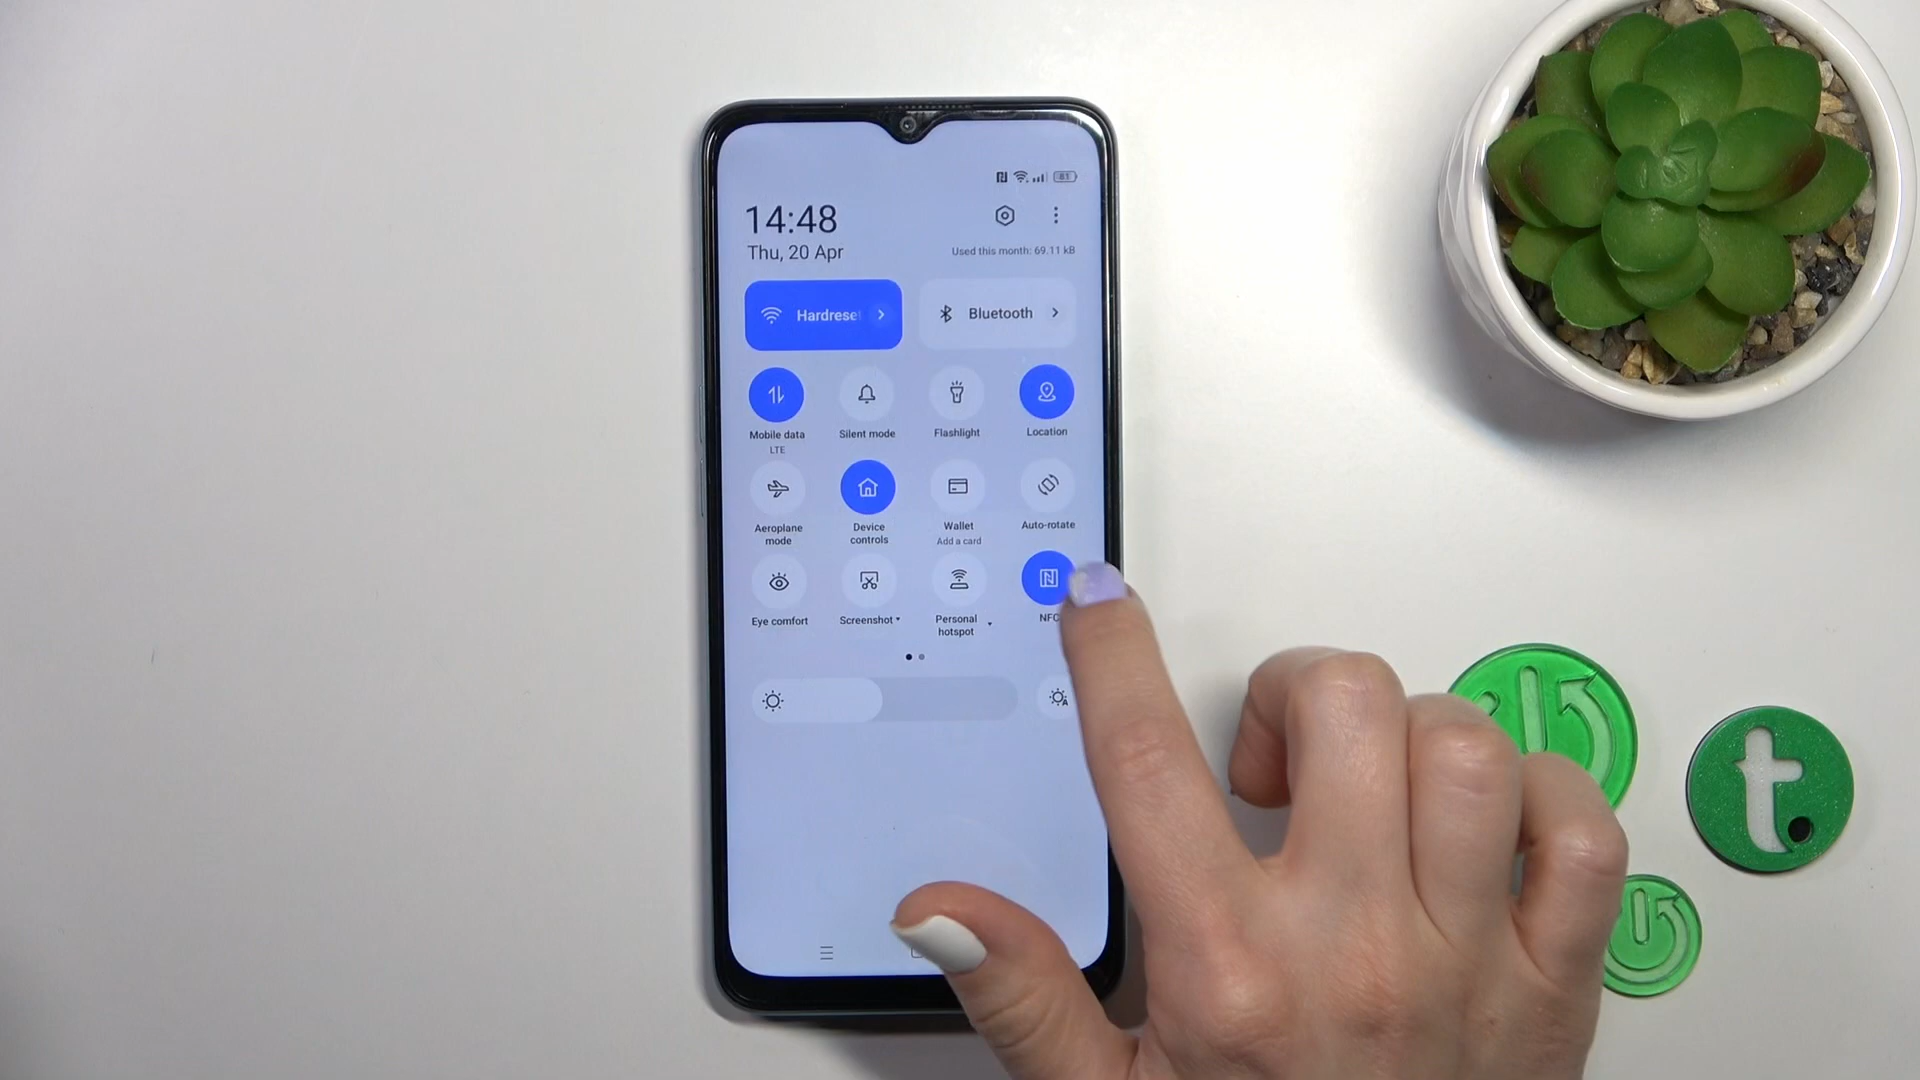 81
14:48
Thu, 20 Apr
Used this month: 69.11 kB
Hardreset
Bluetooth
Mobile data
LTE
Silent mode
Flashlight
Location
Aeroplane mode
Device controls
Wallet
Add a card
Auto-rotate
Eye comfort
Screenshot
Personal hotspot
NFC
t